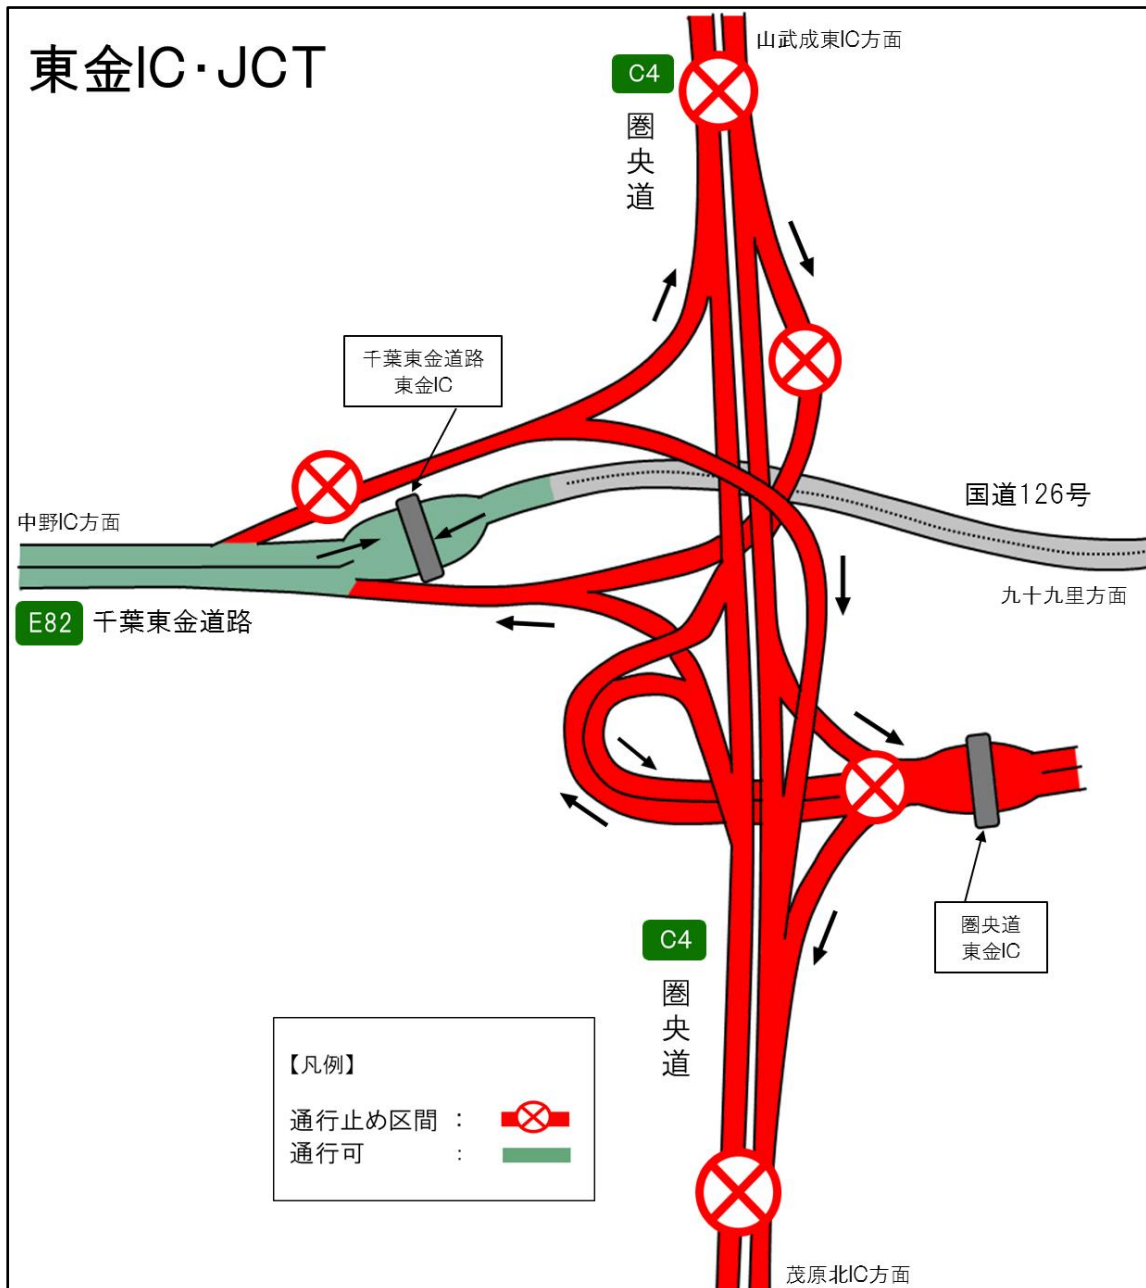 東金IC・JCT
山武成東IC方面
C4
圏央道
千葉東金道路
東金IC
国道126号
中野IC方面
九十九里方面
E82 千葉東金道路
C4
圏央道
圏央道
東金IC
【凡例】
通行止め区間 :
通行可 :
茂原北IC方面